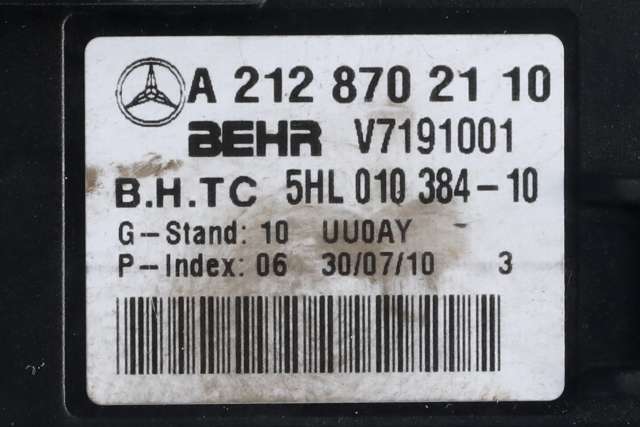 A 212 870 21 10
BEHR V7191001
B.H.TC 5HL 010 384-10
G-Stand: 10 UU0AY
P-Index: 06 30/07/10 3